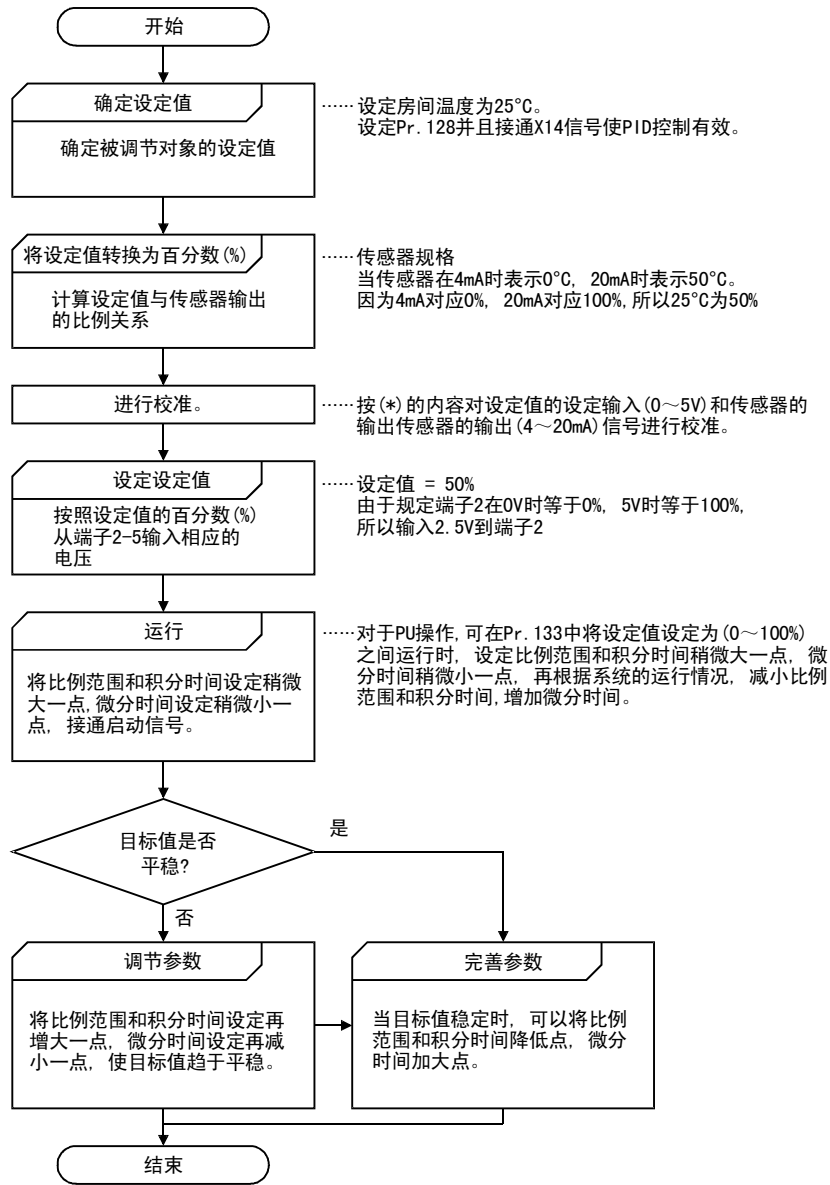 开始
确定设定值
确定被调节对象的设定值
……设定房间温度为25°C。
设定Pr.128并且接通X14信号使PID控制有效。
将设定值转换为百分数(%)
计算设定值与传感器输出
的比例关系
……传感器规格
当传感器在4mA时表示0°C, 20mA时表示50°C。
因为4mA对应0%, 20mA对应100%,所以25°C为50%
进行校准。
……按(*)的内容对设定值的设定输入(0～5V)和传感器的
输出传感器的输出(4～20mA)信号进行校准。
设定设定值
按照设定值的百分数(%)
从端子2-5输入相应的
电压
……设定值 = 50%
由于规定端子2在0V时等于0%, 5V时等于100%,
所以输入2.5V到端子2
运行
将比例范围和积分时间设定稍微
大一点,微分时间设定稍微小一
点, 接通启动信号。
……对于PU操作,可在Pr.133中将设定值设定为(0～100%)
之间运行时, 设定比例范围和积分时间稍微大一点, 微
分时间稍微小一点, 再根据系统的运行情况, 减小比例
范围和积分时间,增加微分时间。
目标值是否
平稳?
是
否
调节参数
将比例范围和积分时间设定再
增大一点, 微分时间设定再减
小一点, 使目标值趋于平稳。
完善参数
当目标值稳定时, 可以将比例
范围和积分时间降低点, 微分
时间加大点。
结束